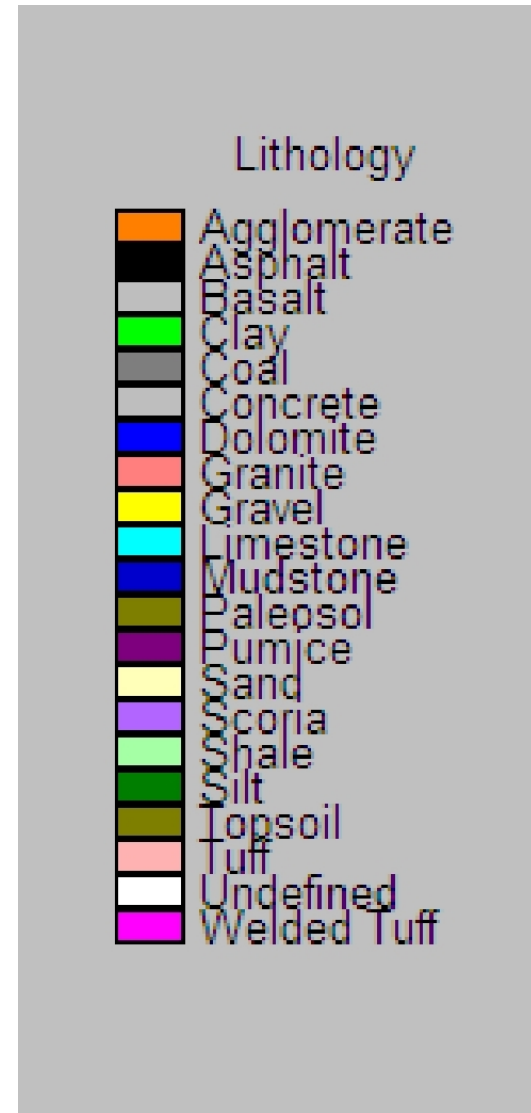 Lithology
Agglomerate
Asphalt
Basalt
Clay
Coal
Concrete
Dolomite
Granite
Gravel
Limestone
Mudstone
Paleosol
Pumice
Sand
Scoria
Shale
Silt
Topsoil
Tuff
Undefined
Welded Tuff